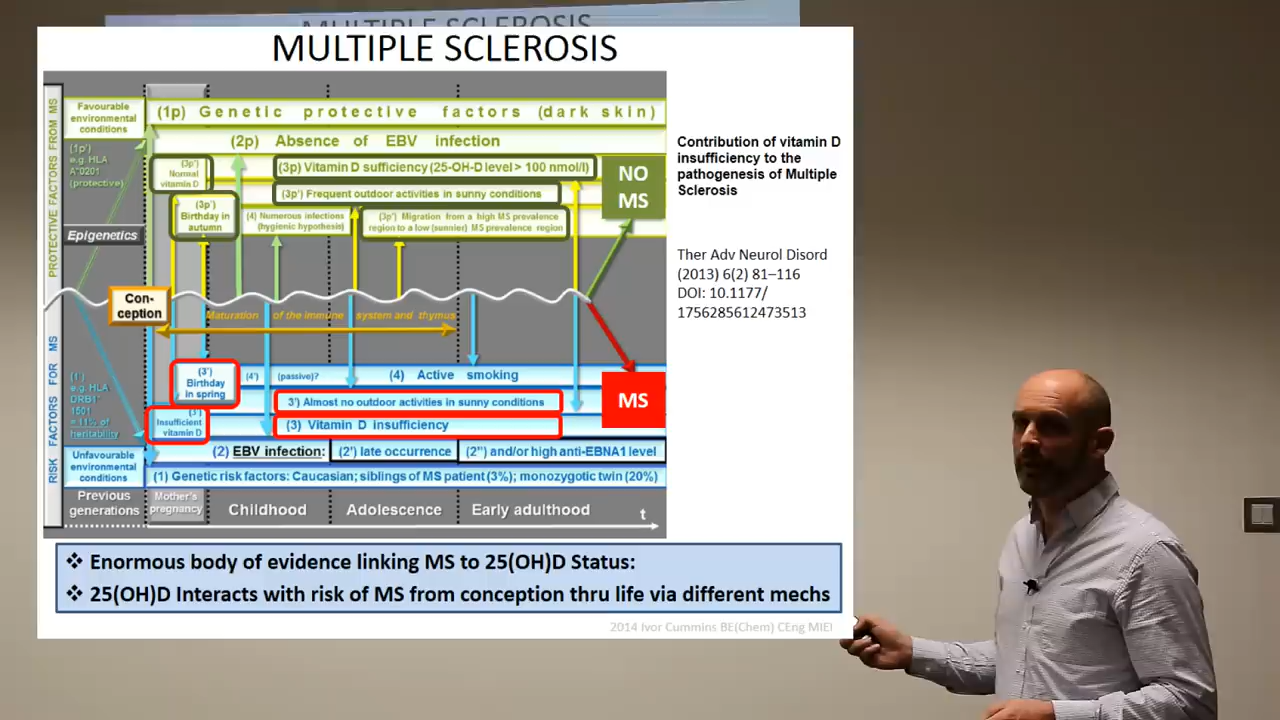 MULTIPLE SCLEROSIS
MULTIPLE SCLEROSIS
PROTECTIVE FACTORS FROM MS
Favourable
environmental
conditions
(1p) Genetic protective factors (dark skin)
(2p) Absence of EBV infection
(1p')
e.g. HLA
A*0201
(protective)
(3p')
Normal
vitamin D
(3p) Vitamin D sufficiency (25-OH-D level > 100 nmol/l)
(3p') Frequent outdoor activities in sunny conditions
(3p')
Birthday in
autumn
(4) Numerous infections
(hygienic hypothesis)
(3p') Migration from a high MS prevalence
region to a low (sunnier) MS prevalence region
NO
MS
Epigenetics
Con-
ception
Maturation of the immune system and thymus
RISK FACTORS FOR MS
(1')
e.g. HLA
DRB1*
1501
≈11% of
heritability
(3')
Birthday
in spring
(4') (passive)? (4) Active smoking
3') Almost no outdoor activities in sunny conditions
(3')
Insufficient
vitamin D
(3) Vitamin D insufficiency
MS
(2) EBV infection: (2') late occurrence (2'') and/or high anti-EBNA1 level
Unfavourable
environmental
conditions
(1) Genetic risk factors: Caucasian; siblings of MS patient (3%); monozygotic twin (20%)
Previous
generations
Mother's
pregnancy
Childhood
Adolescence
Early adulthood
t
Contribution of vitamin D
insufficiency to the
pathogenesis of Multiple
Sclerosis
Ther Adv Neurol Disord
(2013) 6(2) 81–116
DOI: 10.1177/
1756285612473513
❖ Enormous body of evidence linking MS to 25(OH)D Status:
❖ 25(OH)D Interacts with risk of MS from conception thru life via different mechs
2014 Ivor Cummins BE(Chem) CEng MIEI